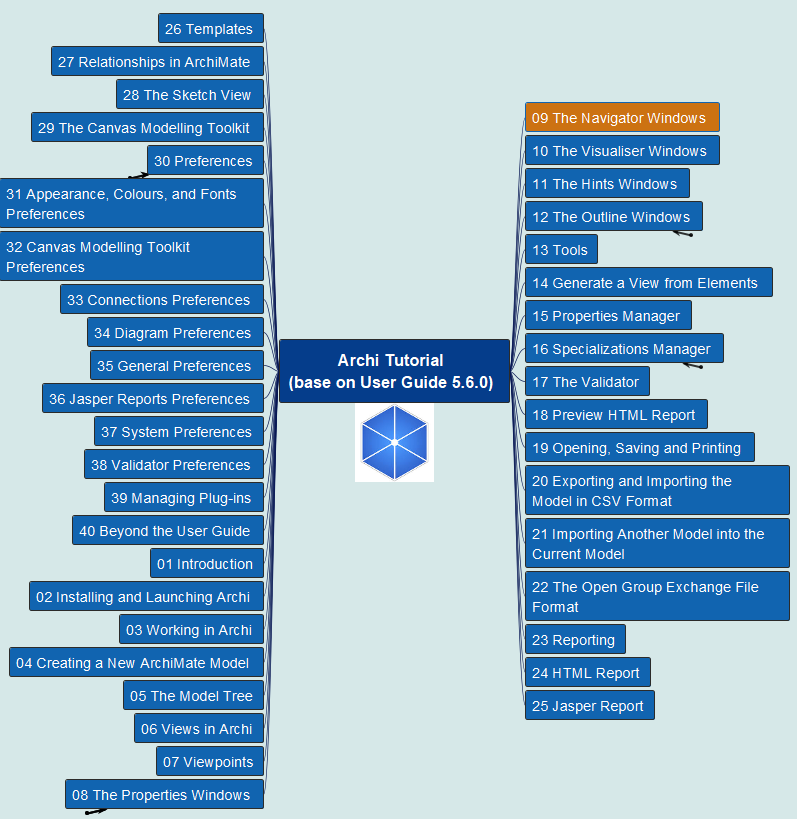 26 Templates
27 Relationships in ArchiMate
28 The Sketch View
29 The Canvas Modelling Toolkit
30 Preferences
31 Appearance, Colours, and Fonts
Preferences
32 Canvas Modelling Toolkit
Preferences
33 Connections Preferences
34 Diagram Preferences
35 General Preferences
36 Jasper Reports Preferences
37 System Preferences
38 Validator Preferences
39 Managing Plug-ins
40 Beyond the User Guide
01 Introduction
02 Installing and Launching Archi
03 Working in Archi
04 Creating a New ArchiMate Model
05 The Model Tree
06 Views in Archi
07 Viewpoints
08 The Properties Windows
Archi Tutorial
(base on User Guide 5.6.0)
09 The Navigator Windows
10 The Visualiser Windows
11 The Hints Windows
12 The Outline Windows
13 Tools
14 Generate a View from Elements
15 Properties Manager
16 Specializations Manager
17 The Validator
18 Preview HTML Report
19 Opening, Saving and Printing
20 Exporting and Importing the
Model in CSV Format
21 Importing Another Model into the
Current Model
22 The Open Group Exchange File
Format
23 Reporting
24 HTML Report
25 Jasper Report